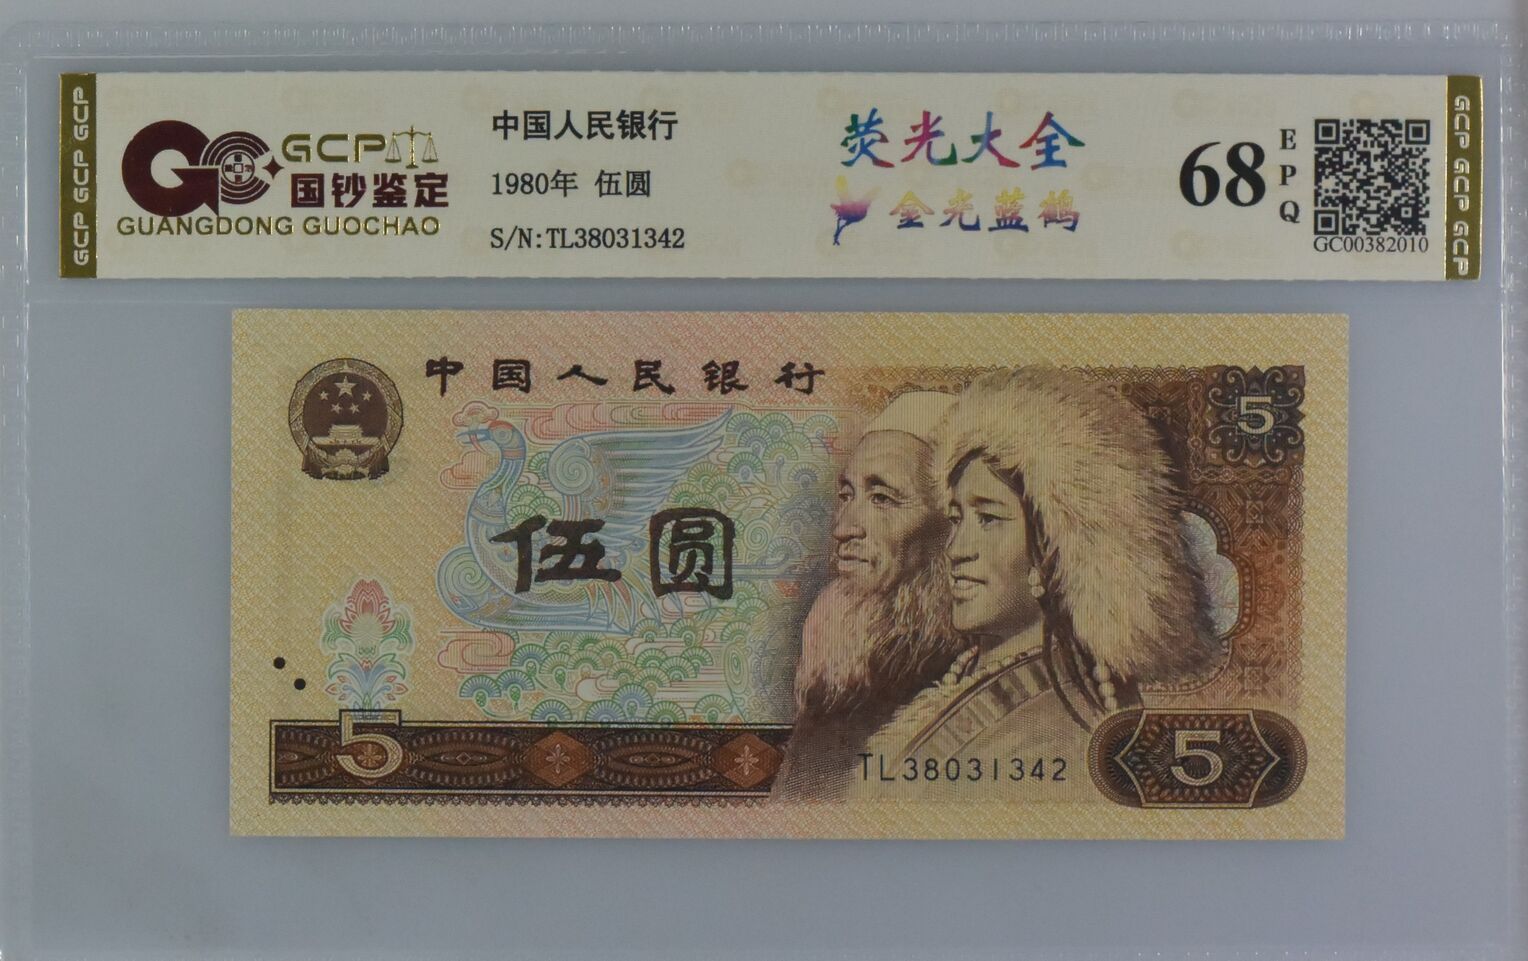 GCP GCP GCP
GCP
国钞鉴定
GUANGDONG GUOCHAO
中国人民银行
1980年 伍圆
S/N:TL38031342
荧光大全
金光蓝鹤
68
EPQ
GC00382010
GCP GCP GCP
中国人民银行
5
伍圆
5
TL38031342
5